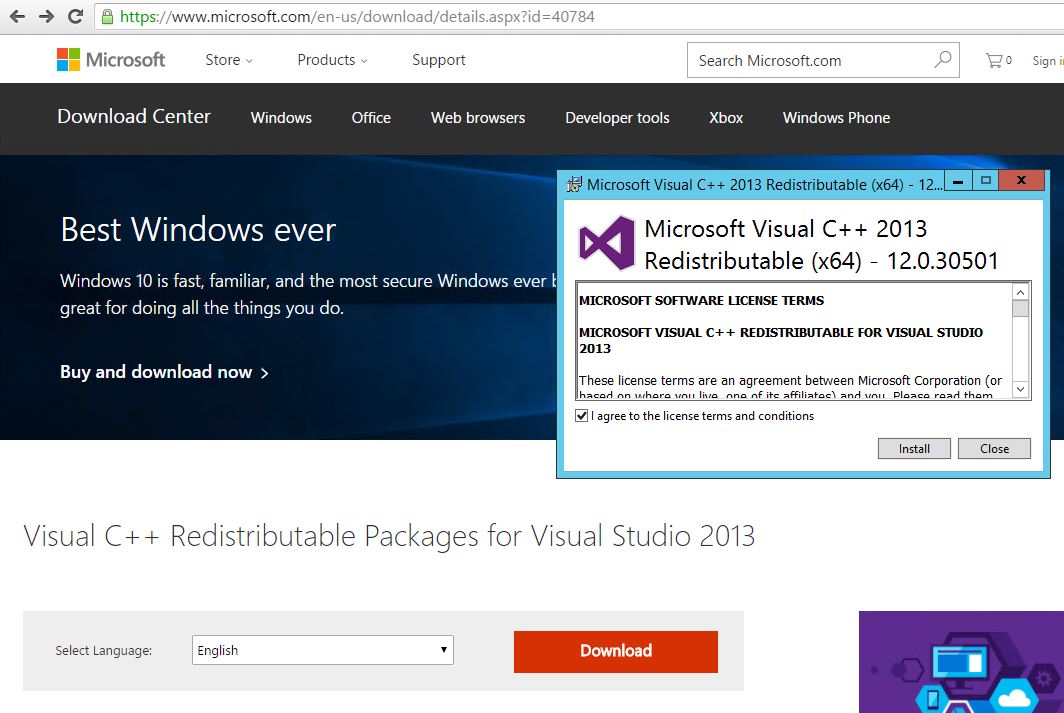 https://www.microsoft.com/en-us/download/details.aspx?id=40784
Microsoft
Store
Products
Support
Search Microsoft.com
0
Sign
Download Center
Windows
Office
Web browsers
Developer tools
Xbox
Windows Phone
Best Windows ever
Windows 10 is fast, familiar, and the most secure Windows ever
great for doing all the things you do.
Buy and download now >
Microsoft Visual C++ 2013 Redistributable (x64) - 12...
Microsoft Visual C++ 2013
Redistributable (x64) - 12.0.30501
MICROSOFT SOFTWARE LICENSE TERMS
MICROSOFT VISUAL C++ REDISTRIBUTABLE FOR VISUAL STUDIO
2013
These license terms are an agreement between Microsoft Corporation (or
based on where you live, one of its affiliates) and you. Please read them
I agree to the license terms and conditions
Install
Close
Visual C++ Redistributable Packages for Visual Studio 2013
Select Language:
English
Download